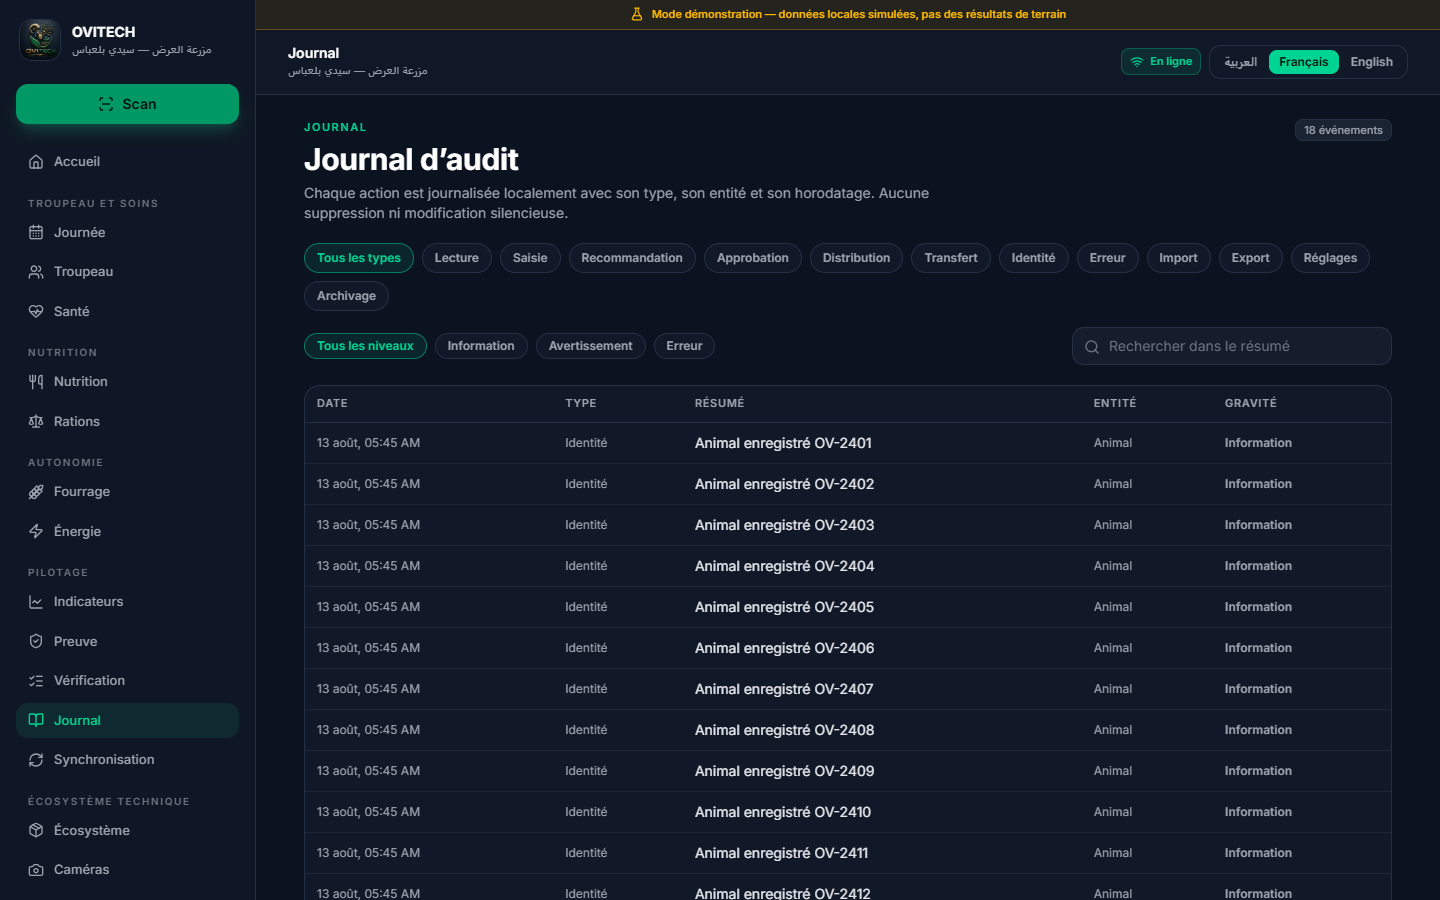 Mode démonstration — données locales simulées, pas des résultats de terrain
OVITECH
مزرعة العرض — سيدي بلعباس
Scan
Accueil
TROUPEAU ET SOINS
Journée
Troupeau
Santé
NUTRITION
Nutrition
Rations
AUTONOMIE
Fourrage
Énergie
PILOTAGE
Indicateurs
Preuve
Vérification
Journal
Synchronisation
ÉCOSYSTÈME TECHNIQUE
Écosystème
Caméras
Journal
مزرعة العرض — سيدي بلعباس
En ligne
العربية Français English
JOURNAL
18 événements
Journal d’audit
Chaque action est journalisée localement avec son type, son entité et son horodatage. Aucune
suppression ni modification silencieuse.
Tous les types Lecture Saisie Recommandation Approbation Distribution Transfert Identité Erreur Import Export Réglages
Archivage
Tous les niveaux Information Avertissement Erreur
Rechercher dans le résumé
DATE TYPE RÉSUMÉ ENTITÉ GRAVITÉ
13 août, 05:45 AM Identité Animal enregistré OV-2401 Animal Information
13 août, 05:45 AM Identité Animal enregistré OV-2402 Animal Information
13 août, 05:45 AM Identité Animal enregistré OV-2403 Animal Information
13 août, 05:45 AM Identité Animal enregistré OV-2404 Animal Information
13 août, 05:45 AM Identité Animal enregistré OV-2405 Animal Information
13 août, 05:45 AM Identité Animal enregistré OV-2406 Animal Information
13 août, 05:45 AM Identité Animal enregistré OV-2407 Animal Information
13 août, 05:45 AM Identité Animal enregistré OV-2408 Animal Information
13 août, 05:45 AM Identité Animal enregistré OV-2409 Animal Information
13 août, 05:45 AM Identité Animal enregistré OV-2410 Animal Information
13 août, 05:45 AM Identité Animal enregistré OV-2411 Animal Information
13 août, 05:45 AM Identité Animal enregistré OV-2412 Animal Information